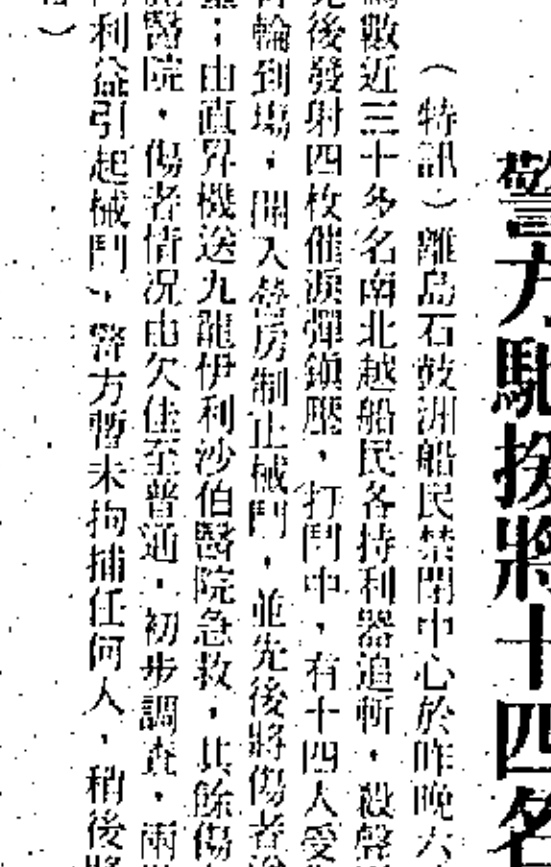 警方馳援將十四名
（特訊）離島石鼓洲船民禁閉中心於昨晚六
數近三十多名南北越船民各持利器追斬，殺聲
後發射四枚催淚彈鎮壓，打鬥中，有十四人受
輪到場，開入營房制止械鬥，並先後將傷者
；由直昇機送九龍伊利沙伯醫院急救，其餘傷
醫院，傷者情況由欠佳至普通，初步調查，兩
利益引起械鬥，警方暫未拘捕任何人，稍後將
）